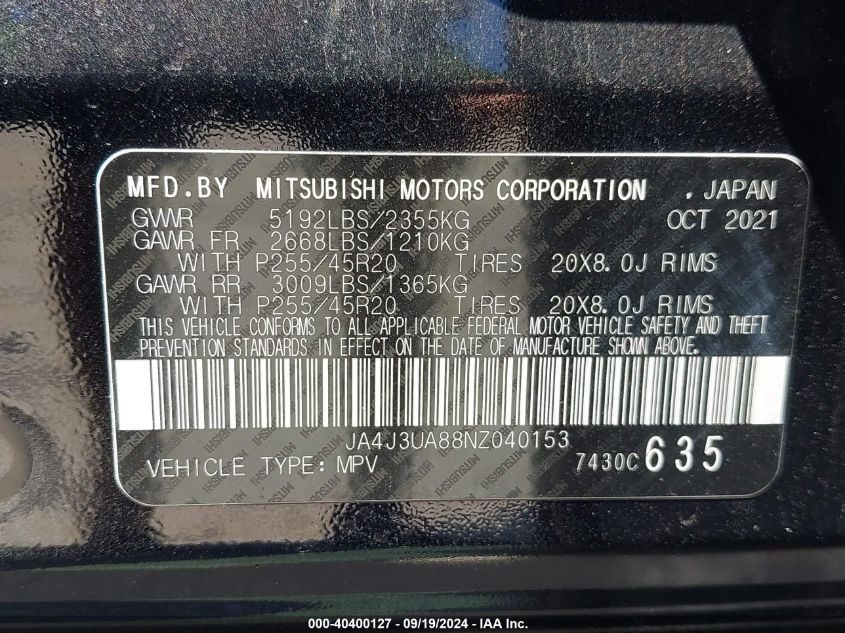 MFD.BY MITSUBISHI MOTORS CORPORATION . JAPAN
GVWR 5192LBS/2355KG OCT 2021
GAWR FR 2668LBS/1210KG
WITH P255/45R20 TIRES 20X8.0J RIMS
GAWR RR 3009LBS/1365KG
WITH P255/45R20 TIRES 20X8.0J RIMS
THIS VEHICLE CONFORMS TO ALL APPLICABLE FEDERAL MOTOR VEHICLE SAFETY AND THEFT
PREVENTION STANDARDS IN EFFECT ON THE DATE OF MANUFACTURE SHOWN ABOVE.
JA4J3UA88NZ040153
VEHICLE TYPE: MPV 7430C 635
000-40400127 - 09/19/2024 - IAA Inc.